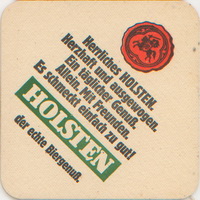 Herrliches HOLSTEN.
Herzhaft und ausgewogen.
Ein täglicher Genuß.
Allein. Mit Freunden.
Es schmeckt einfach zu gut!
HOLSTEN
der echte Biergenuß.